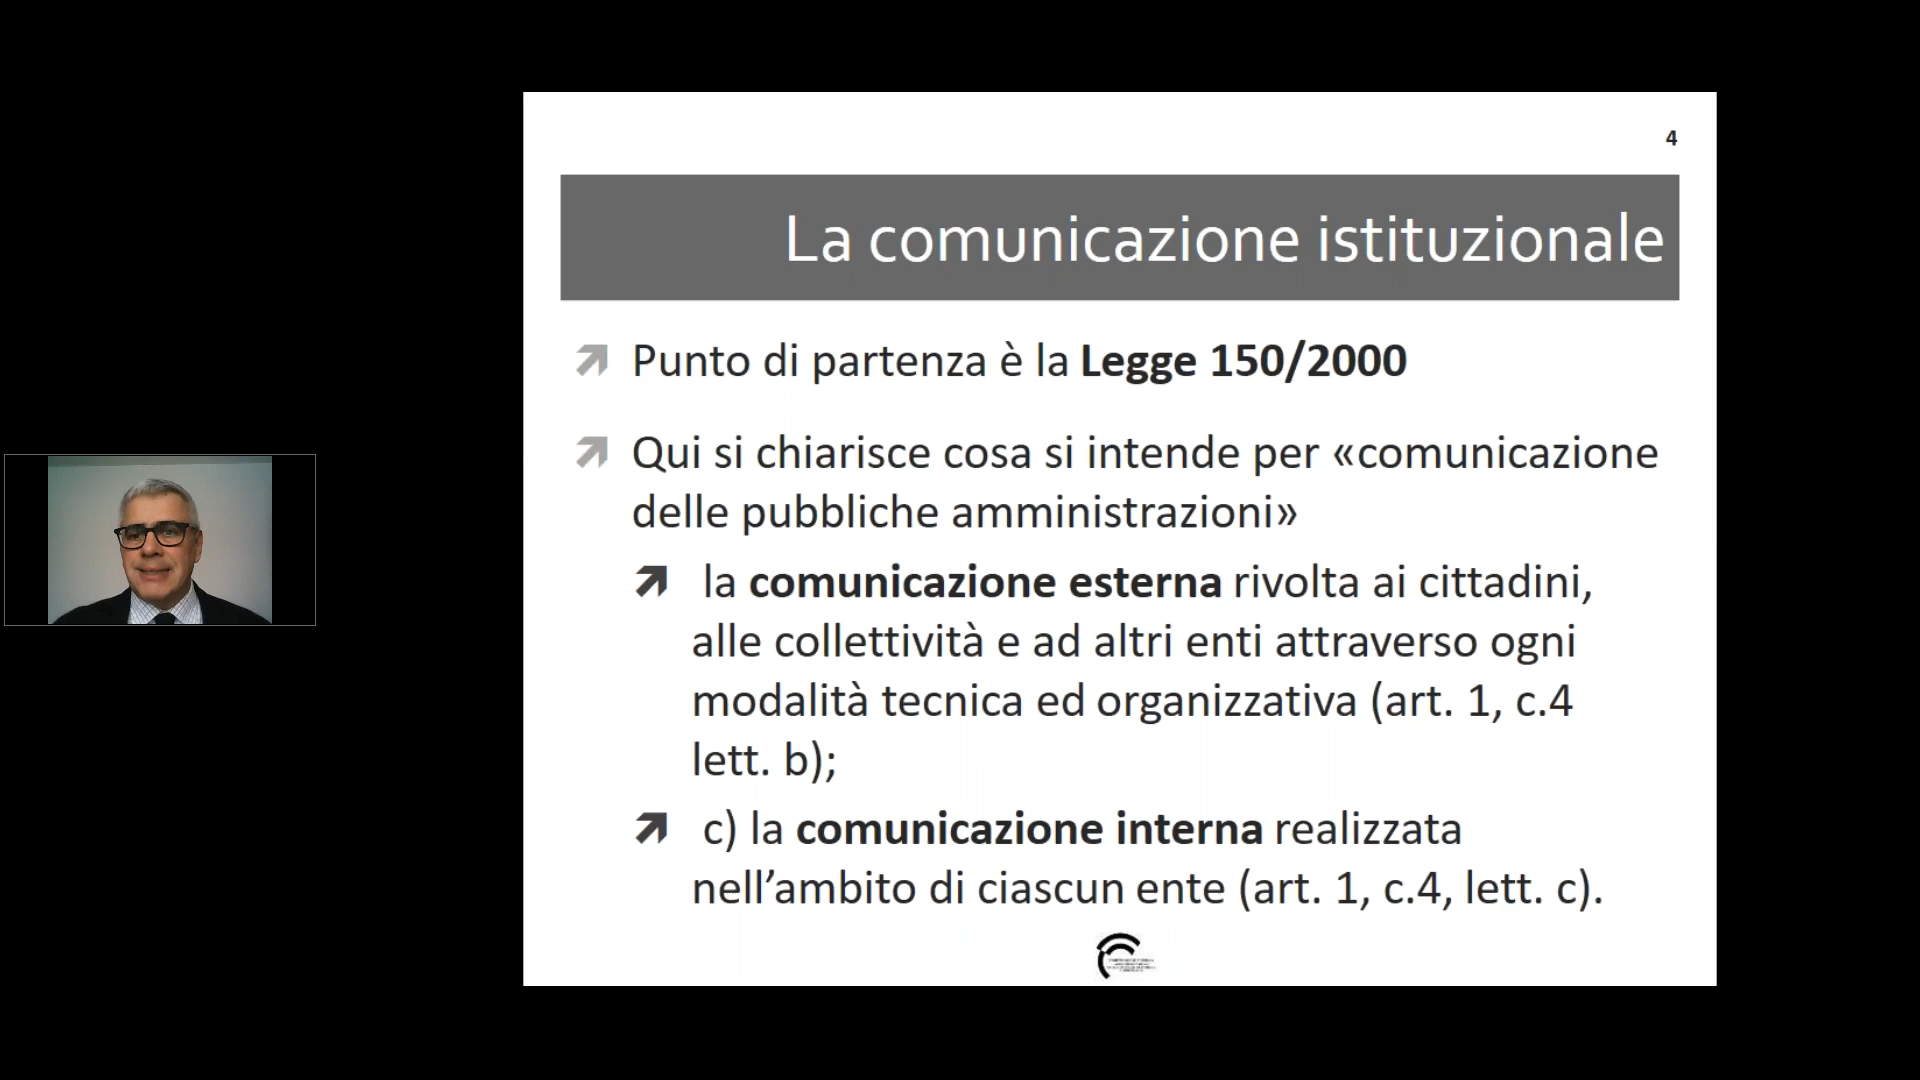 4
La comunicazione istituzionale
Punto di partenza è la Legge 150/2000
Qui si chiarisce cosa si intende per «comunicazione
delle pubbliche amministrazioni»
la comunicazione esterna rivolta ai cittadini,
alle collettività e ad altri enti attraverso ogni
modalità tecnica ed organizzativa (art. 1, c.4
lett. b);
c) la comunicazione interna realizzata
nell’ambito di ciascun ente (art. 1, c.4, lett. c).